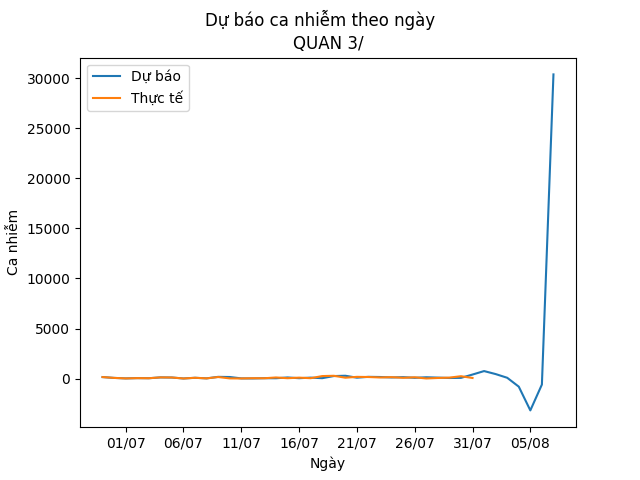 Dự báo ca nhiễm theo ngày
QUAN 3/
Dự báo
Thực tế
Ca nhiễm
30000
25000
20000
15000
10000
5000
0
01/07 06/07 11/07 16/07 21/07 26/07 31/07 05/08
Ngày